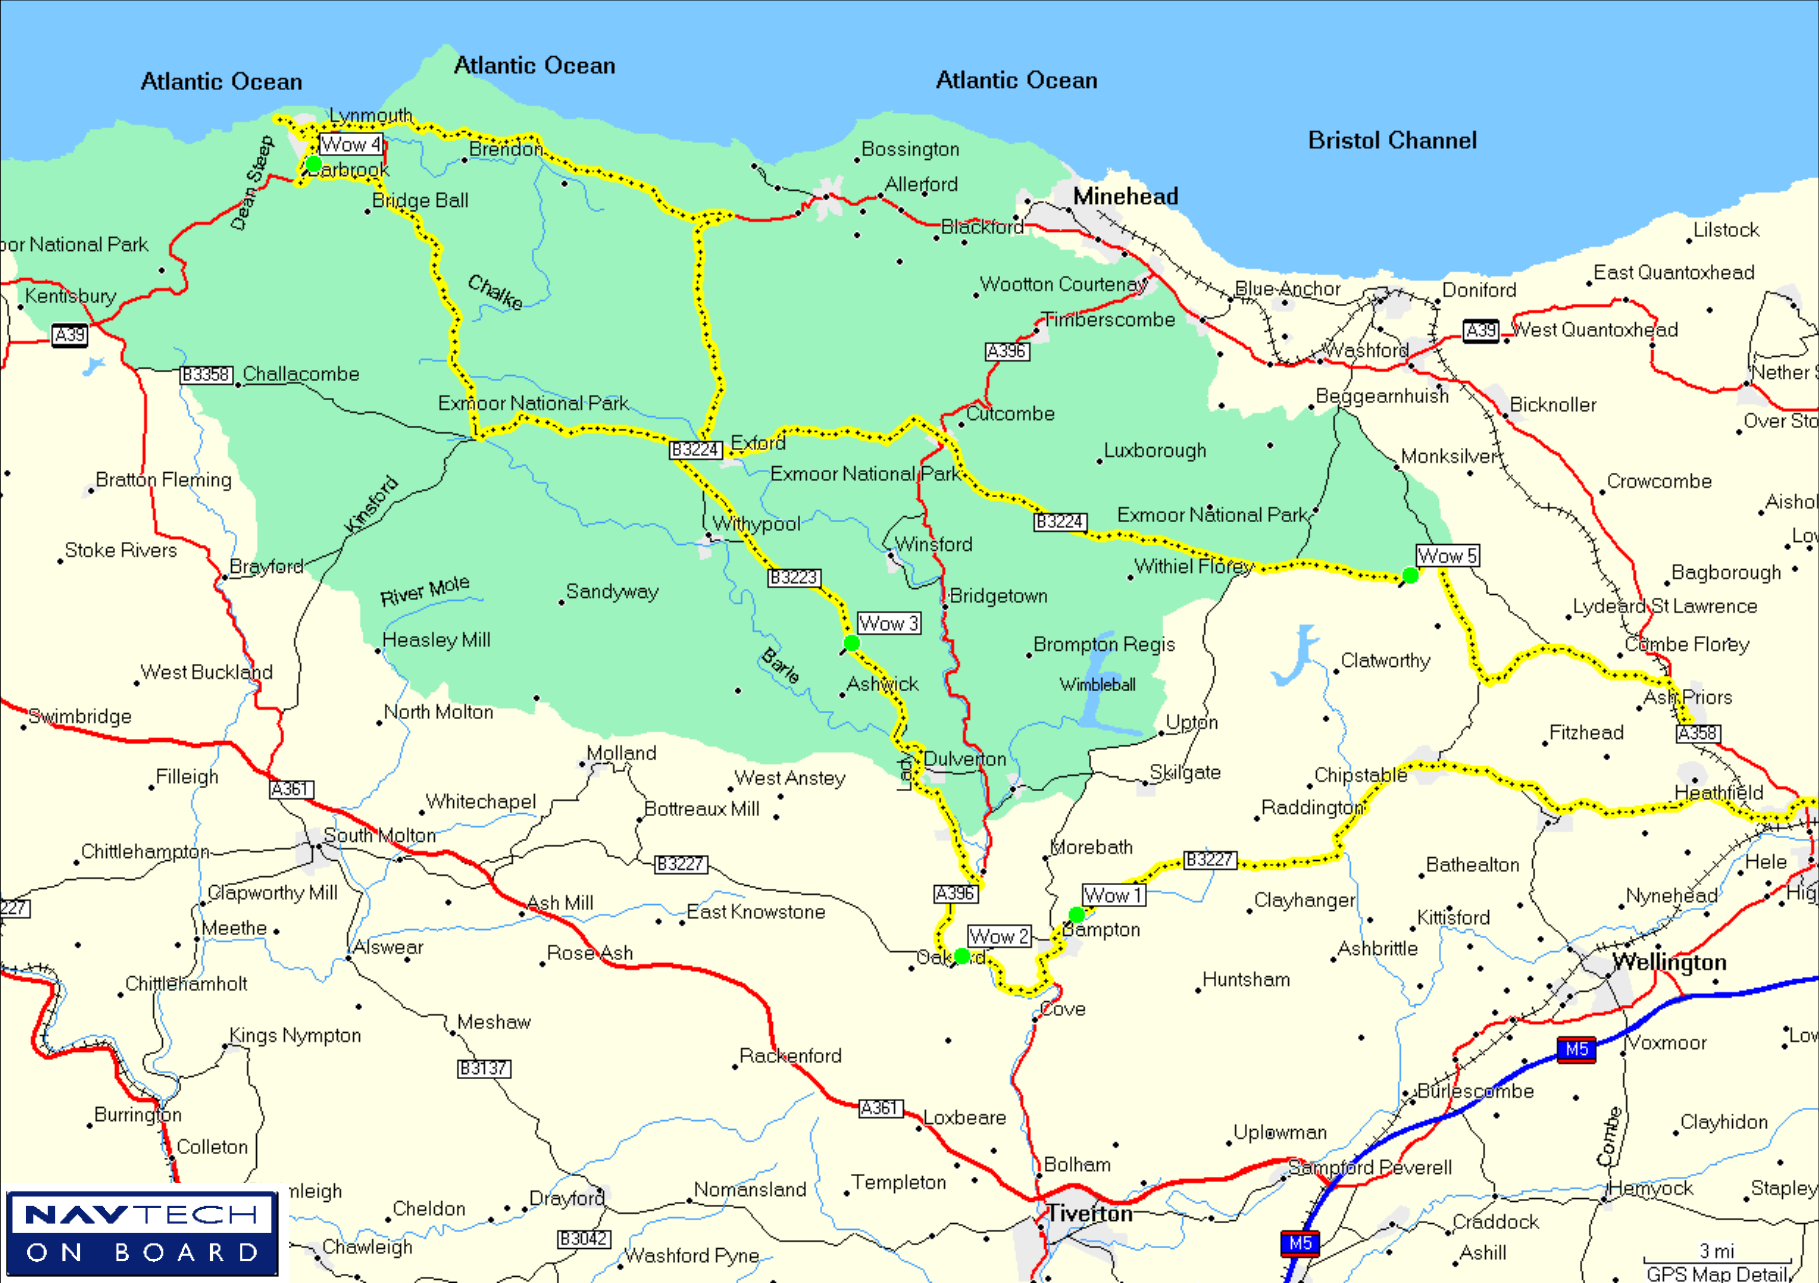 Atlantic Ocean
Atlantic Ocean
Atlantic Ocean
Bristol Channel
Lynmouth
Wow 4
Brendon
Barbrook
Dean Steep
Bridge Ball
Bossington
Allerford
Minehead
Blackford
Lilstock
oor National Park
Kentisbury
A39
Chalke
Wootton Courtenay
Blue Anchor
Doniford
East Quantoxhead
Timberscombe
A396
A39
West Quantoxhead
Washford
B3358
Challacombe
Nether S
Exmoor National Park
Cutcombe
Beggearnhuish
Bicknoller
Over Sto
B3224
Exford
Luxborough
Monksilver
Bratton Fleming
Exmoor National Park
Crowcombe
Kinsford
Aishol
Withypool
B3224
Exmoor National Park
Stoke Rivers
Winsford
Wow 5
Lov
Brayford
B3223
Withiel Florey
Bagborough
River Mole
Sandyway
Bridgetown
Lydeard St Lawrence
Heasley Mill
Wow 3
Brompton Regis
Combe Florey
West Buckland
Barle
Clatworthy
Ashwick
Wimbleball
Ash Priors
Swimbridge
North Molton
Upton
A358
Molland
Fitzhead
Filleigh
Lady
Dulverton
West Anstey
Skilgate
Chipstable
A361
Whitechapel
Bottreaux Mill
Raddington
Heathfield
South Molton
Chittlehampton
Morebath
B3227
B3227
Bathealton
Hele
Clapworthy Mill
A396
Wow 1
Nynehead
Hig
227
Ash Mill
East Knowstone
Clayhanger
Kittisford
Meethe
Wow 2
Bampton
Alswear
Rose Ash
Ashbrittle
Wellington
Chittlehamholt
Huntsham
Cove
Kings Nympton
Meshaw
Rackenford
M5
Voxmoor
Low
B3137
Burrington
A361
Loxbeare
Burlescombe
Clayhidon
Colleton
Uplowman
Combe
Bolham
Sampford Peverell
Templeton
Nomansland
Hemyock
Stapley
mleigh
Cheldon
Drayford
Tiverton
Craddock
NAVTECH
ON BOARD
Chawleigh
B3042
Washford Pyne
M5
Ashill
3 mi
GPS Map Detail